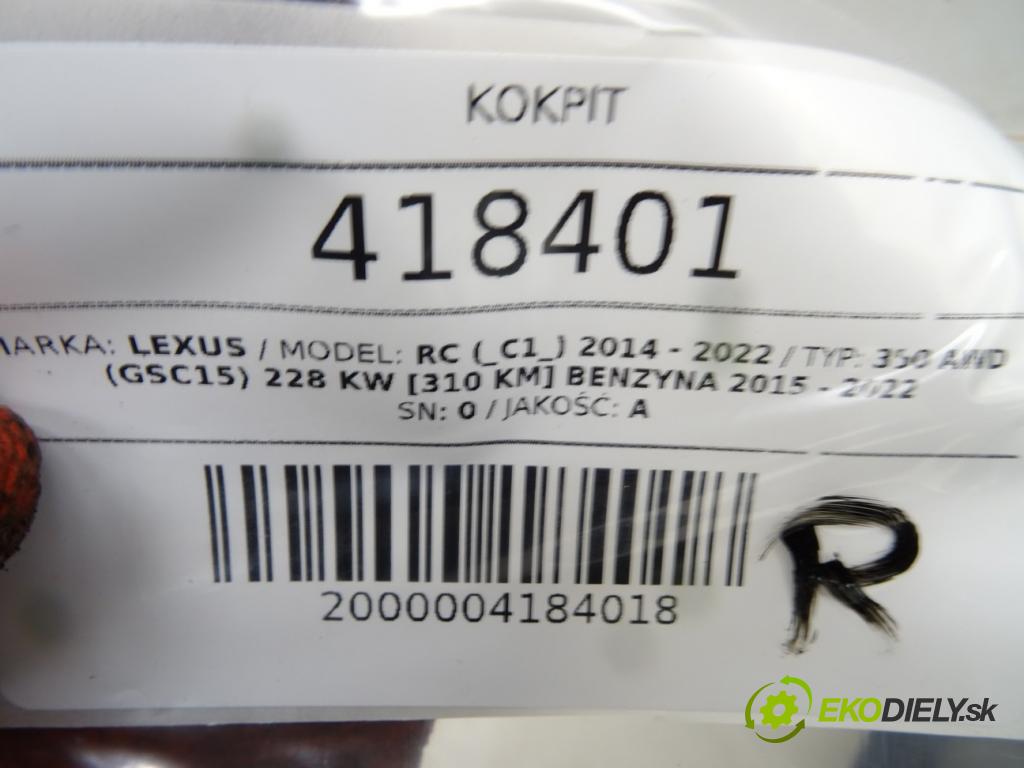 KOKPIT
418401
MARKA: LEXUS / MODEL: RC (_C1_) 2014 - 2022 / TYP: 350 AWD
(GSC15) 228 KW [310 KM] BENZYNA 2015 - 2022
SN: 0 / JAKOŚĆ: A
2000004184018
R
EKODIELY.sk